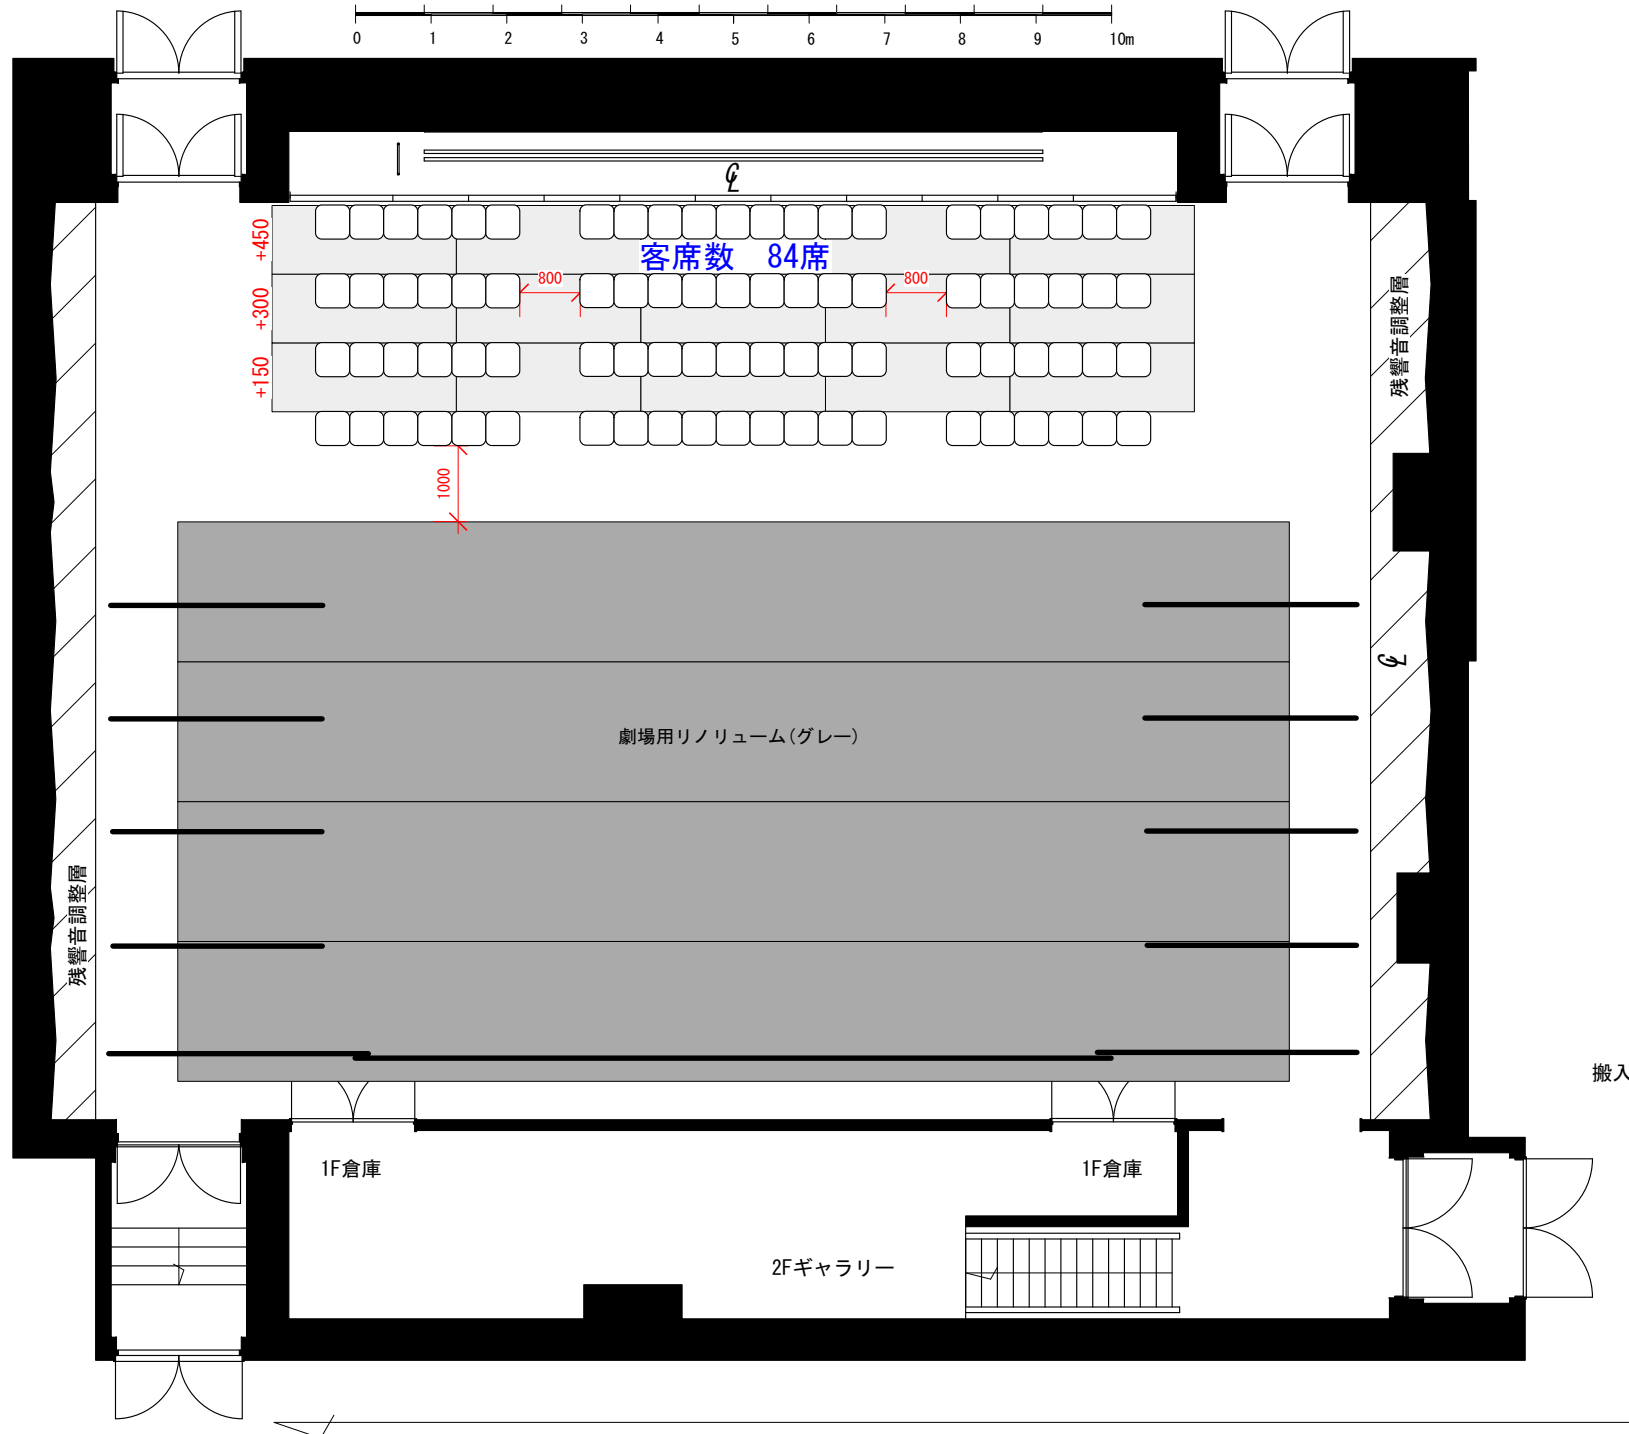 0 1 2 3 4 5 6 7 8 9 10m
℄
+450
客席数 84席
800 800
+300
残響音調整層
+150
1000
℄
劇場用リノリューム(グレー)
残響音調整層
搬入
1F倉庫 1F倉庫
2Fギャラリー